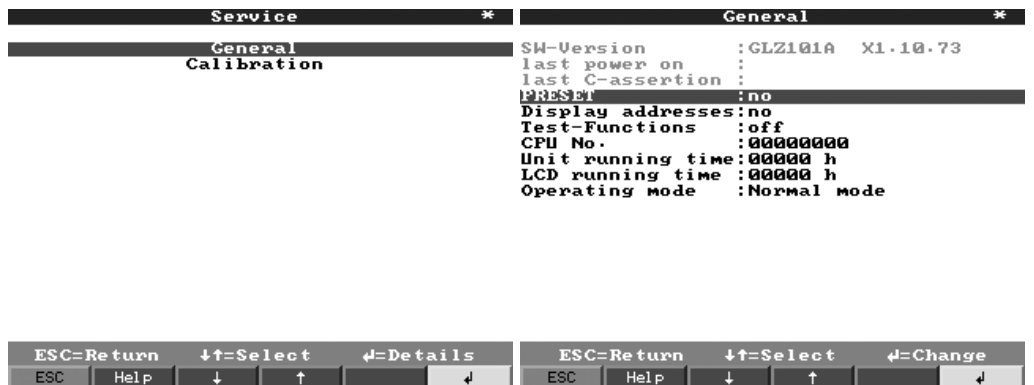 Service *
General
Calibration
ESC=Return ↓↑=Select ↵=Details
ESC Help ↓ ↑ ↵
General *
SW-Version :GLZ101A X1.10.73
last power on :
last C-assertion :
PRESET :no
Display addresses:no
Test-Functions :off
CPU No. :00000000
Unit running time:00000 h
LCD running time :00000 h
Operating mode :Normal mode
ESC=Return ↓↑=Select ↵=Change
ESC Help ↓ ↑ ↵